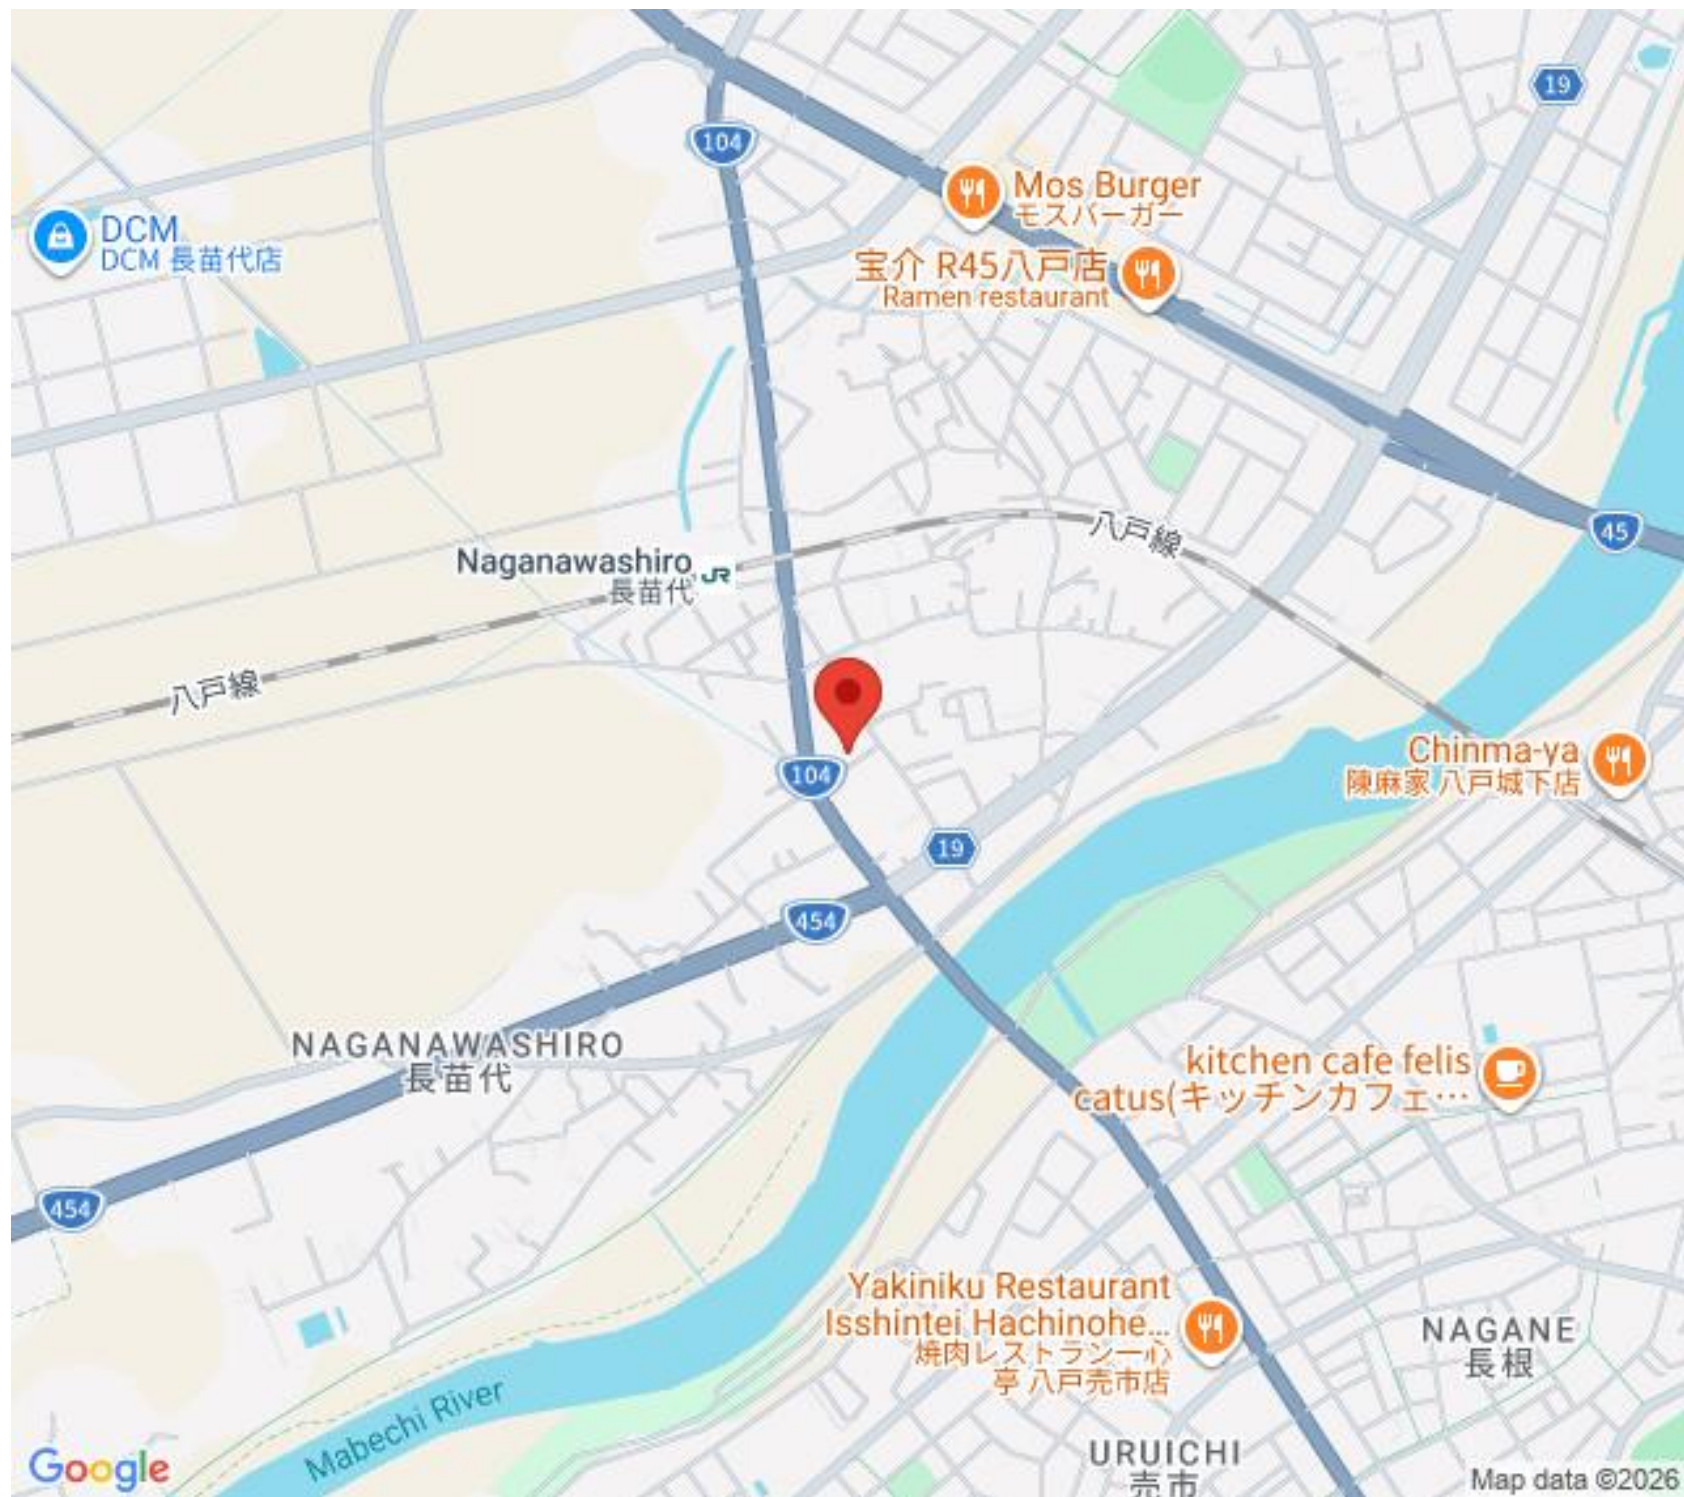 19
104
Mos Burger
モスバーガー
DCM
DCM 長苗代店
宝介 R45八戸店
Ramen restaurant
八戸線
45
Naganawashiro
長苗代
JR
八戸線
Chinma-ya
陳麻家 八戸城下店
104
19
454
NAGANAWASHIRO
長苗代
kitchen cafe felis
catus(キッチンカフェ…
454
Yakiniku Restaurant
Isshintei Hachinohe...
焼肉レストラン一心
亭 八戸売市店
NAGANE
長根
Mabechi River
URUICHI
売市
Google
Map data ©2026